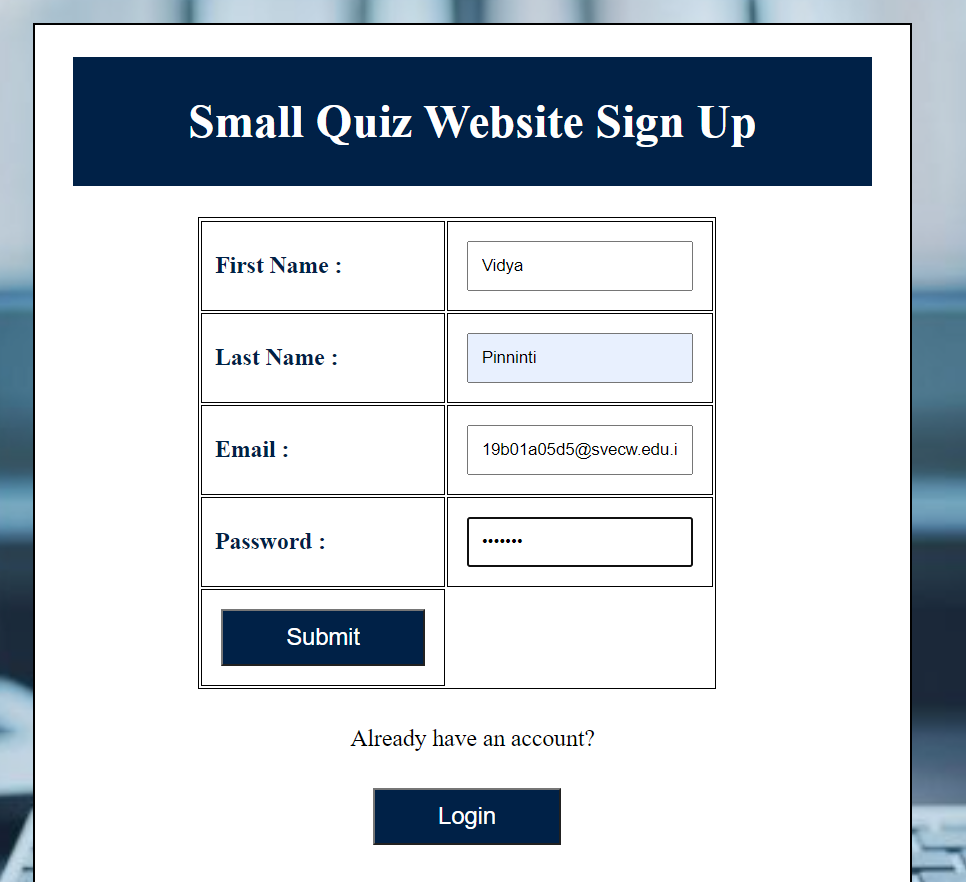 Small Quiz Website Sign Up
First Name : Vidya
Last Name : Pinninti
Email : 19b01a05d5@svecw.edu.i
Password : •••••••
Submit
Already have an account?
Login